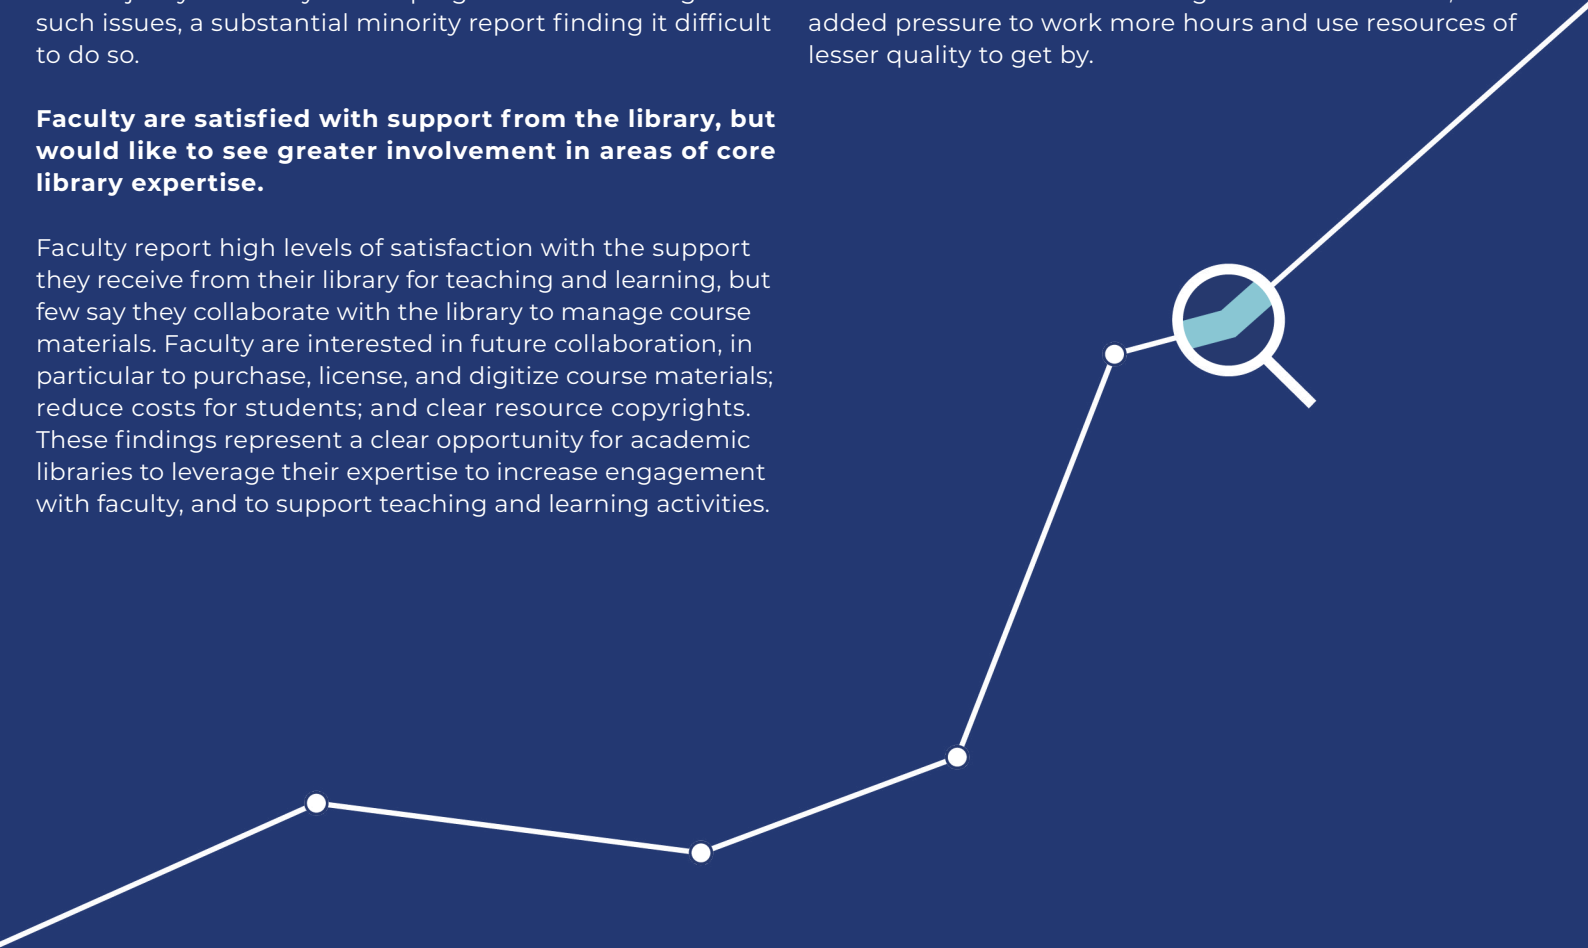 such issues, a substantial minority report finding it difficult
to do so.
Faculty are satisfied with support from the library, but
would like to see greater involvement in areas of core
library expertise.
Faculty report high levels of satisfaction with the support
they receive from their library for teaching and learning, but
few say they collaborate with the library to manage course
materials. Faculty are interested in future collaboration, in
particular to purchase, license, and digitize course materials;
reduce costs for students; and clear resource copyrights.
These findings represent a clear opportunity for academic
libraries to leverage their expertise to increase engagement
with faculty, and to support teaching and learning activities.
added pressure to work more hours and use resources of
lesser quality to get by.